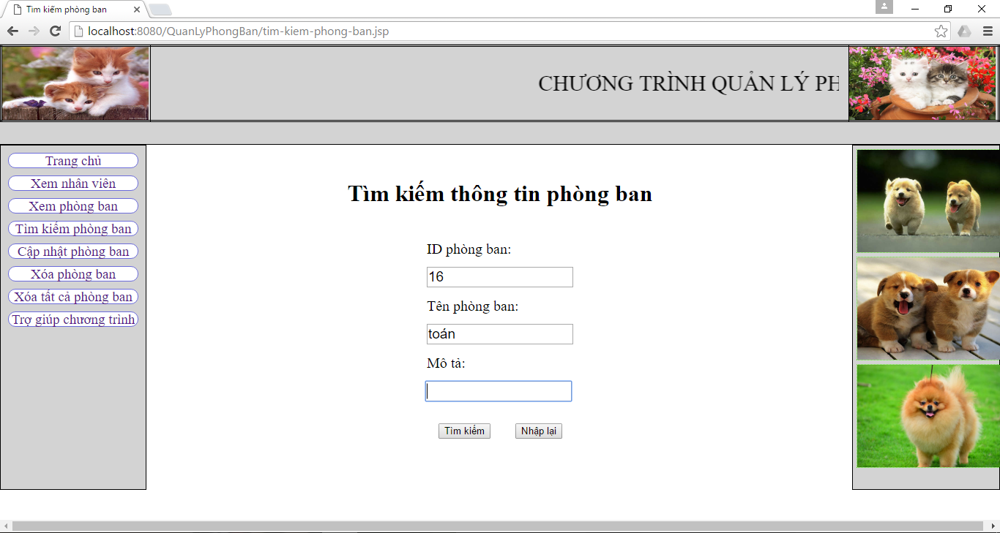 Tìm kiếm phòng ban
localhost:8080/QuanLyPhongBan/tim-kiem-phong-ban.jsp
CHƯƠNG TRÌNH QUẢN LÝ PH
Trang chủ
Xem nhân viên
Xem phòng ban
Tìm kiếm phòng ban
Cập nhật phòng ban
Xóa phòng ban
Xóa tất cả phòng ban
Trợ giúp chương trình
Tìm kiếm thông tin phòng ban
ID phòng ban:
16
Tên phòng ban:
toán
Mô tả:
Tìm kiếm Nhập lại